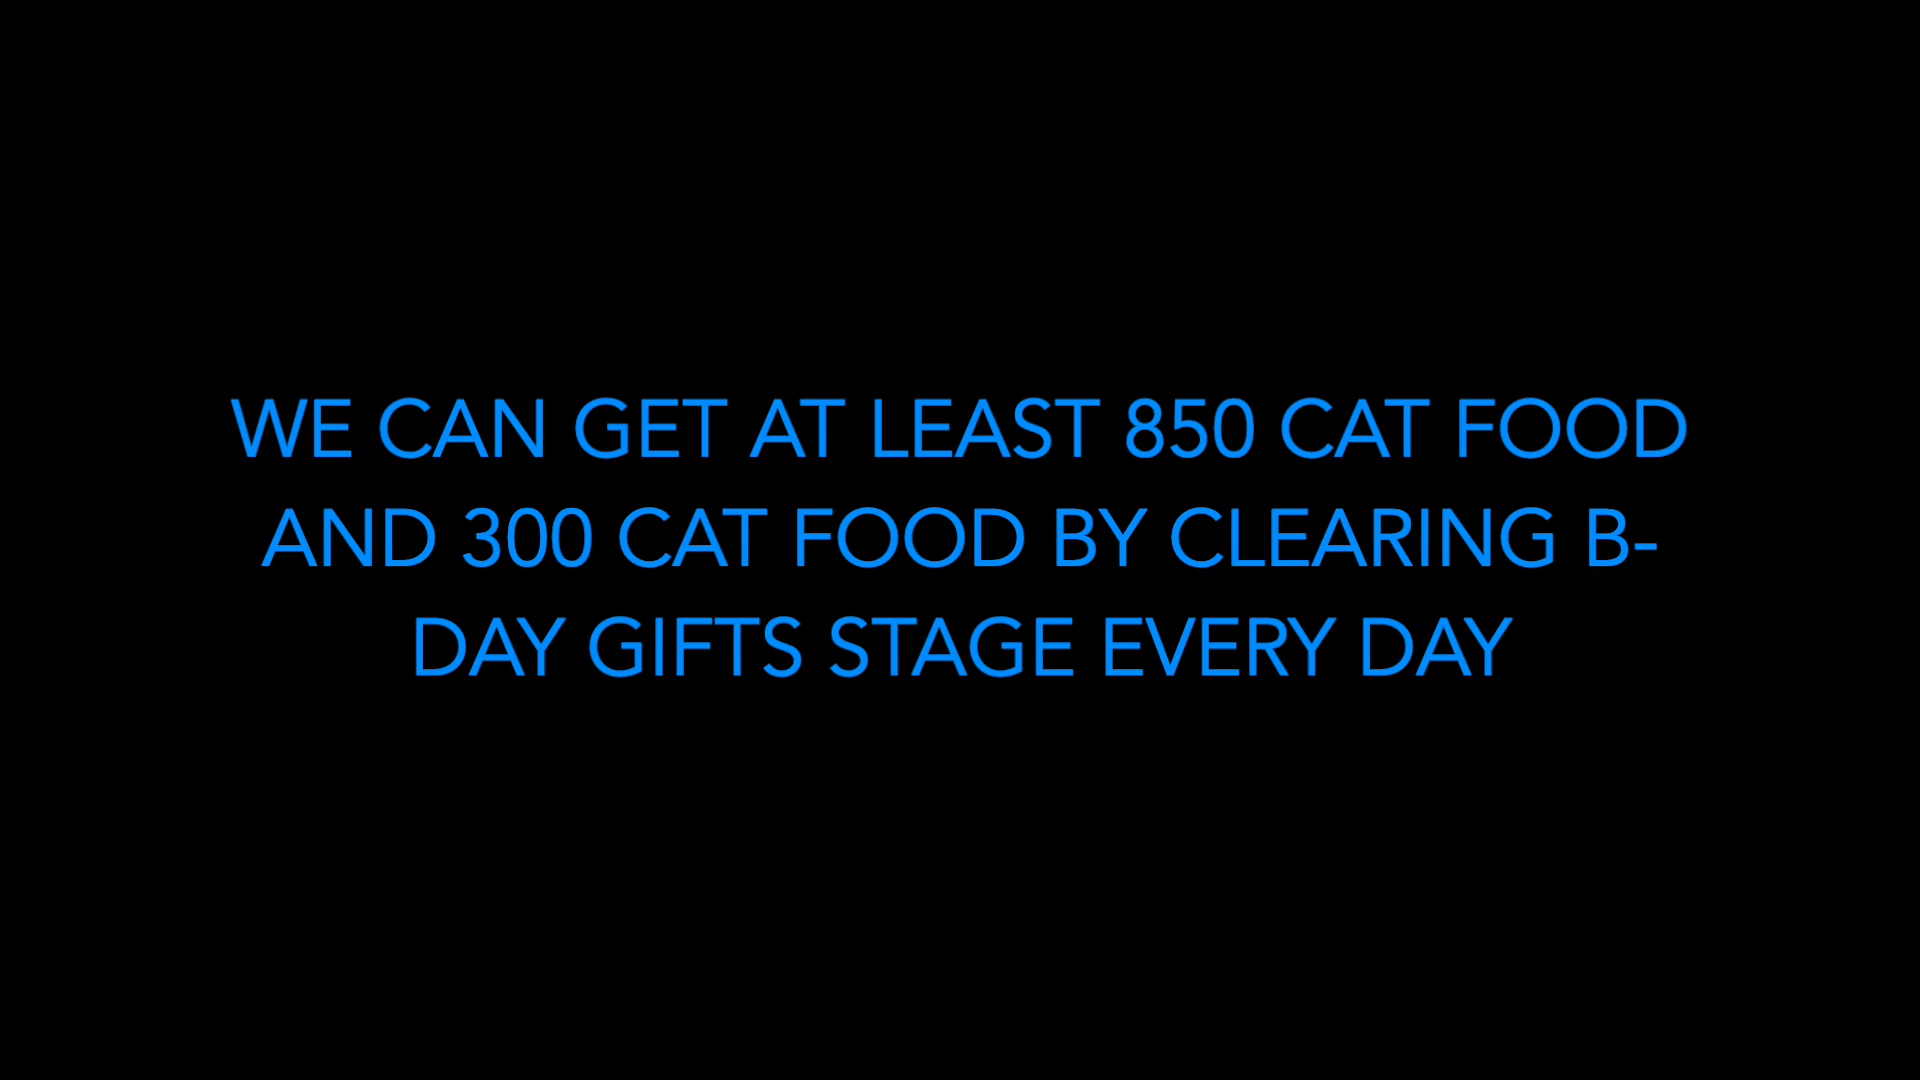 WE CAN GET AT LEAST 850 CAT FOOD
AND 300 CAT FOOD BY CLEARING B-
DAY GIFTS STAGE EVERY DAY